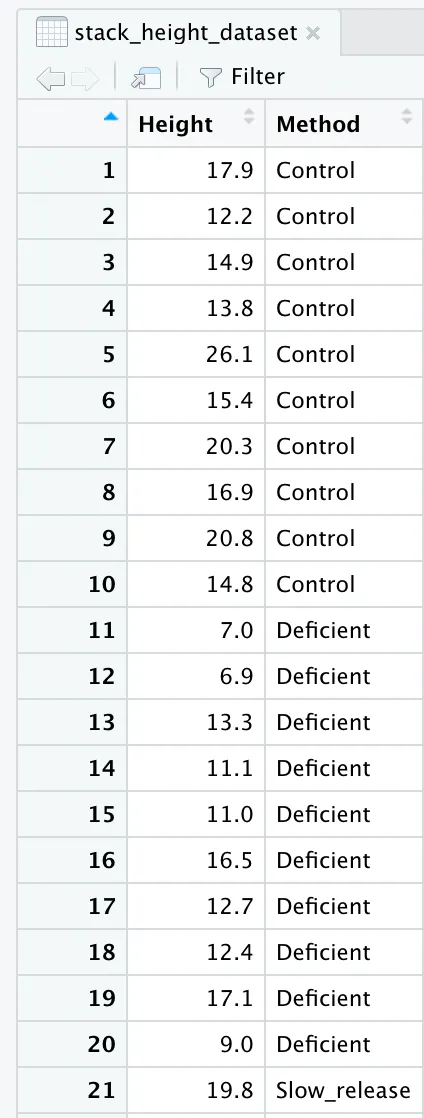 stack_height_dataset
Filter
Height Method
1 17.9 Control
2 12.2 Control
3 14.9 Control
4 13.8 Control
5 26.1 Control
6 15.4 Control
7 20.3 Control
8 16.9 Control
9 20.8 Control
10 14.8 Control
11 7.0 Deficient
12 6.9 Deficient
13 13.3 Deficient
14 11.1 Deficient
15 11.0 Deficient
16 16.5 Deficient
17 12.7 Deficient
18 12.4 Deficient
19 17.1 Deficient
20 9.0 Deficient
21 19.8 Slow_release